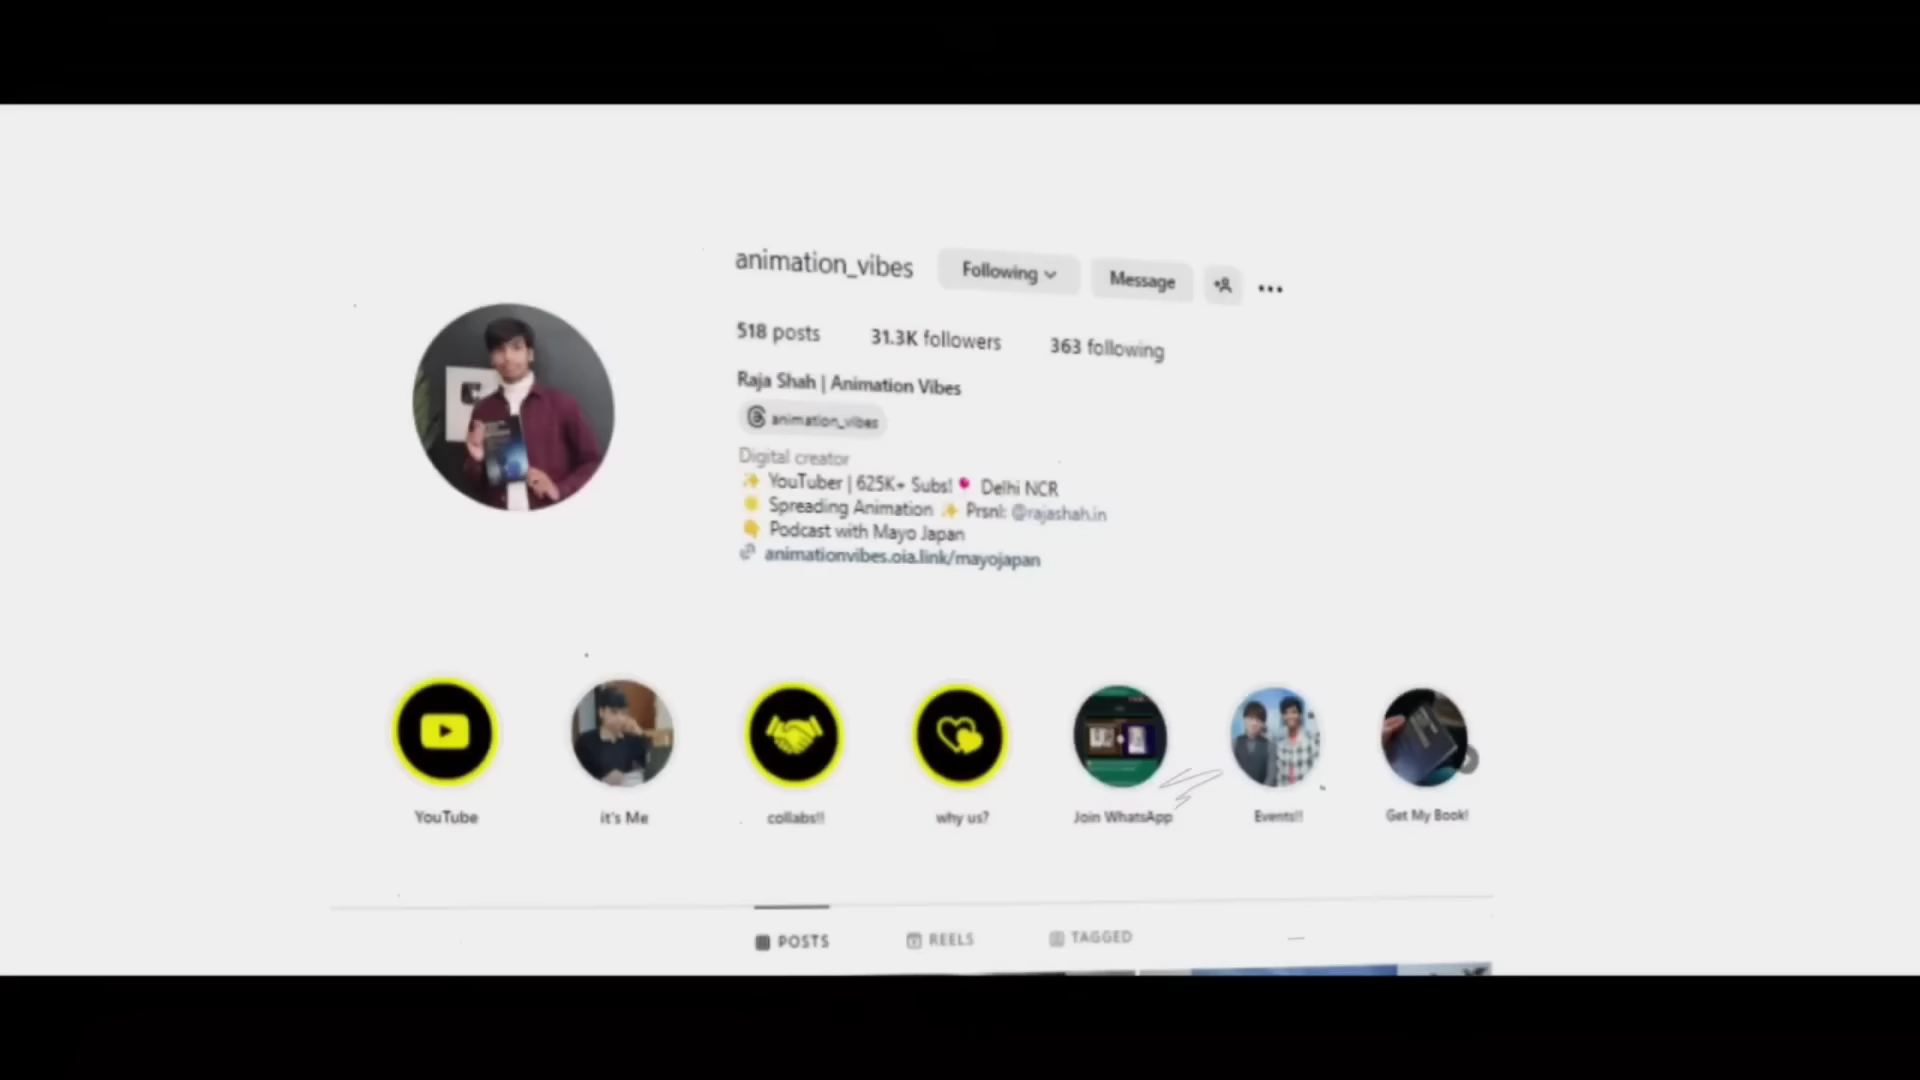 animation_vibes Following Message
518 posts 31.3K followers 363 following
Raja Shah | Animation Vibes
animation_vibes
Digital creator
✨ YouTuber | 625K+ Subs!📍 Delhi NCR
🌟 Spreading Animation ✨ Prsnl: @rajashah.in
👇 Podcast with Mayo Japan
animationvibes.oia.link/mayojapan
YouTube it's Me collabs!! why us? Join WhatsApp Events!! Get My Book!
POSTS REELS TAGGED